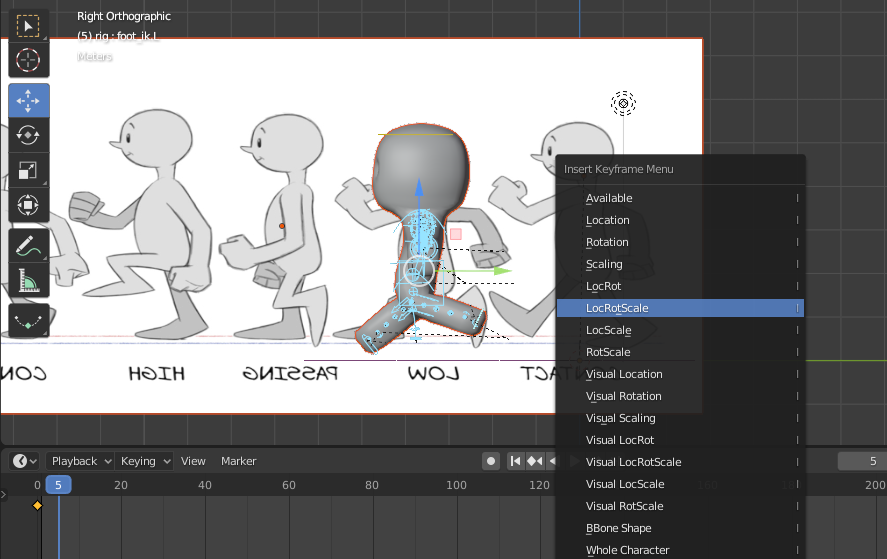 Right Orthographic
(5) rig : foot_ik.L
Meters
Insert Keyframe Menu
Available I
Location I
Rotation I
Scaling I
LocRot I
LocRotScale I
LocScale I
RotScale I
Visual Location I
Visual Rotation I
Visual Scaling I
Visual LocRot I
Visual LocRotScale I
Visual LocScale I
Visual RotScale I
BBone Shape I
Whole Character I
CON HIGH PASSING LOW CONTACT
Playback Keying View Marker 5
0 5 20 40 60 80 100 120 160 200